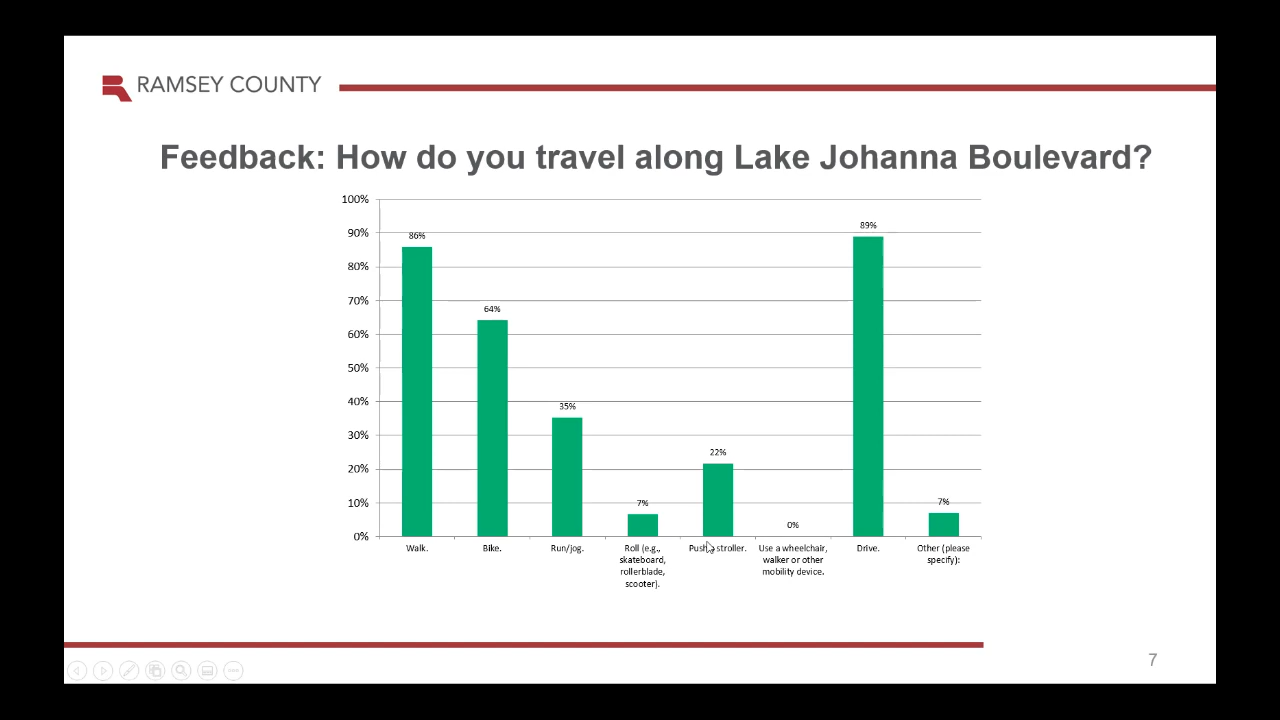 RAMSEY COUNTY
Feedback: How do you travel along Lake Johanna Boulevard?
100%
90%
80%
70%
60%
50%
40%
30%
20%
10%
0%
86%
64%
35%
7%
22%
0%
89%
7%
Walk.
Bike.
Run/jog.
Roll (e.g.,
skateboard,
rollerblade,
scooter).
Push a stroller.
Use a wheelchair,
walker or other
mobility device.
Drive.
Other (please
specify):
7